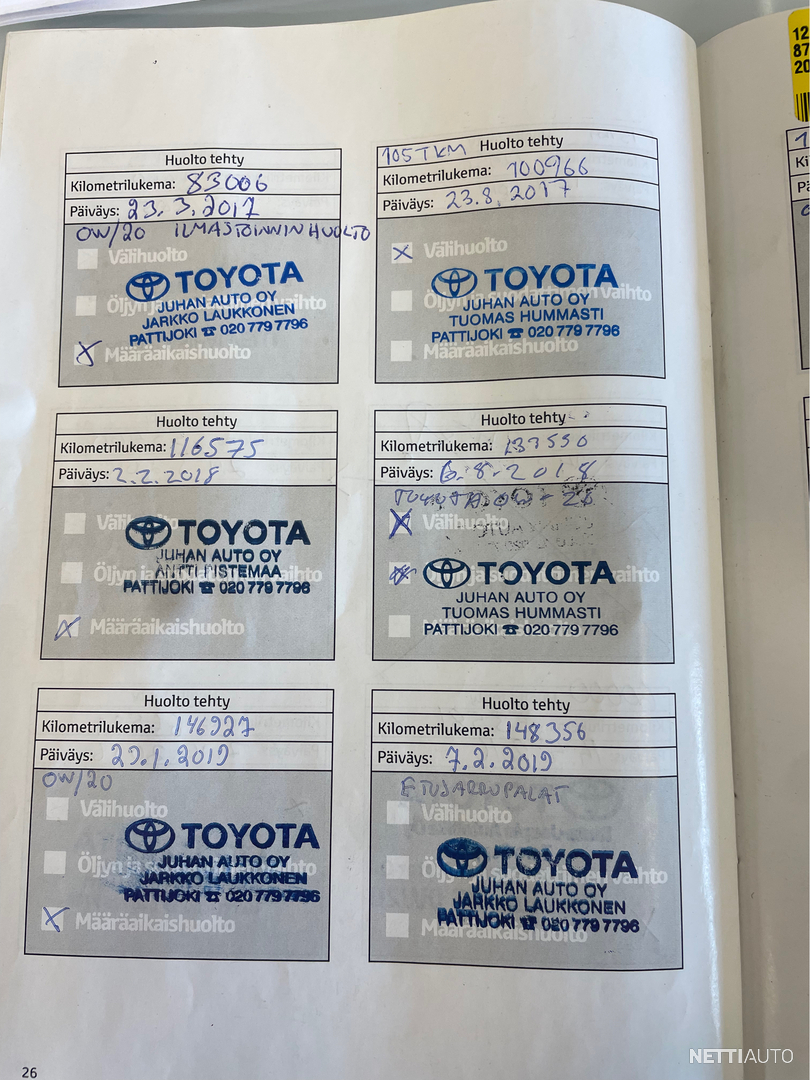 12
87
20
Huolto tehty
Kilometrilukema: 83006
Päiväys: 23.3.2017
OW/20 ILMASTOINNIN HUOLTO
Välihuolto
TOYOTA
JUHAN AUTO OY
JARKKO LAUKKONEN
PATTIJOKI ☎ 020 779 7796
X Määräaikaishuolto
105TKM Huolto tehty
Kilometrilukema: 100966
Päiväys: 23.8.2017
X Välihuolto
TOYOTA
JUHAN AUTO OY
TUOMAS HUMMASTI
PATTIJOKI ☎ 020 779 7796
Määräaikaishuolto
Huolto tehty
Kilometrilukema: 116575
Päiväys: 2.2.2018
Välihuolto
TOYOTA
JUHAN AUTO OY
PATTIJOKI ☎ 020 779 7796
X Määräaikaishuolto
Huolto tehty
Kilometrilukema: 137550
Päiväys: 6.8.2018
X Välihuolto
TOYOTA
JUHAN AUTO OY
TUOMAS HUMMASTI
PATTIJOKI ☎ 020 779 7796
Huolto tehty
Kilometrilukema: 146927
Päiväys: 29.1.2019
OW/20
Välihuolto
TOYOTA
JUHAN AUTO OY
JARKKO LAUKKONEN
PATTIJOKI ☎ 020 779 7796
X Määräaikaishuolto
Huolto tehty
Kilometrilukema: 148356
Päiväys: 7.2.2019
ETUJARRUPALAT
Välihuolto
TOYOTA
JUHAN AUTO OY
JARKKO LAUKKONEN
PATTIJOKI ☎ 020 779 7796
Määräaikaishuolto
26
NETTIAUTO